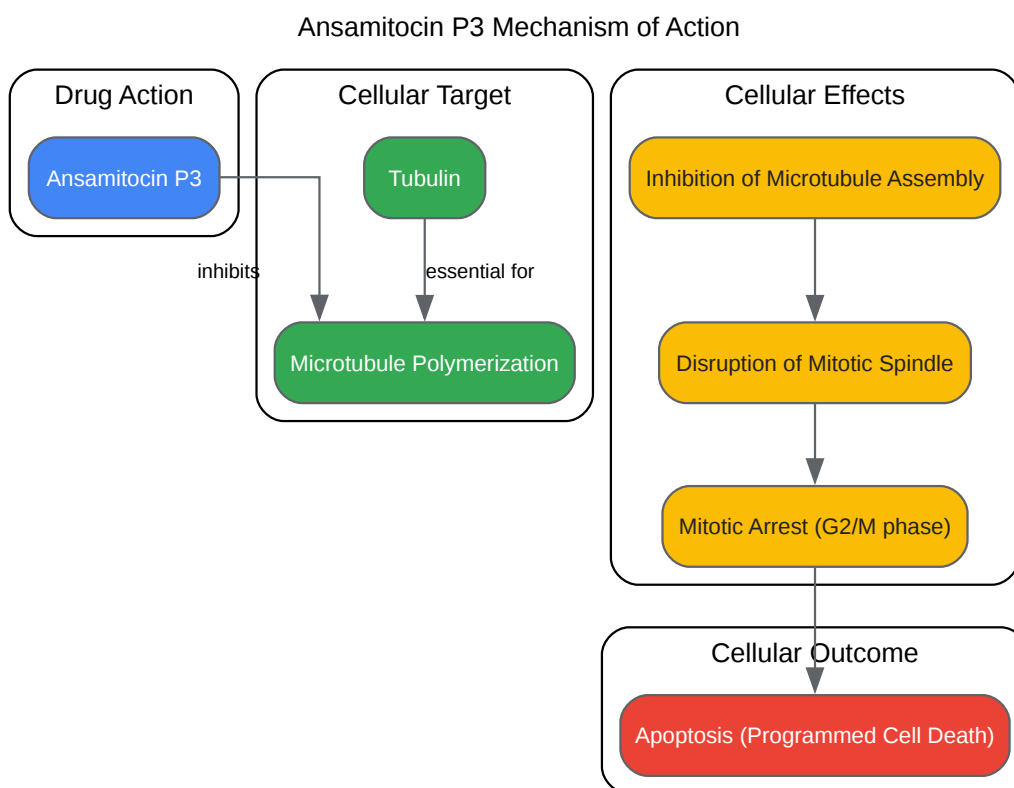 Ansamitocin P3 Mechanism of Action
Drug Action
Cellular Target
Cellular Effects
Ansamitocin P3
Tubulin
Inhibition of Microtubule Assembly
inhibits
essential for
Microtubule Polymerization
Disruption of Mitotic Spindle
Mitotic Arrest (G2/M phase)
Cellular Outcome
Apoptosis (Programmed Cell Death)